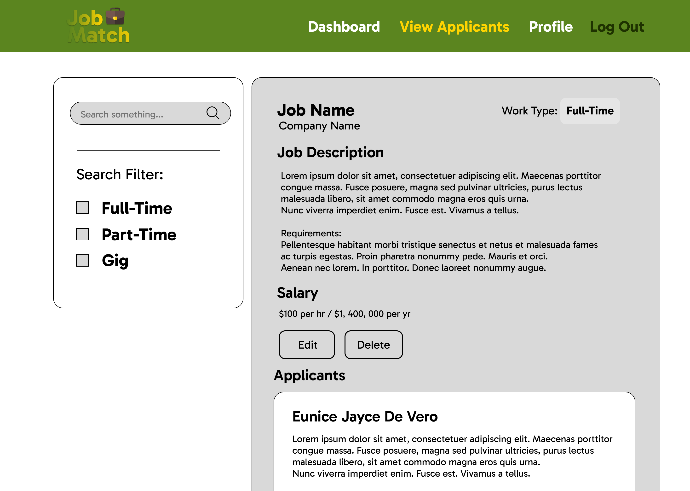 Job
Match
Dashboard
View Applicants
Profile
Log Out
Search something...
Search Filter:
Full-Time
Part-Time
Gig
Job Name
Company Name
Work Type: Full-Time
Job Description
Lorem ipsum dolor sit amet, consectetuer adipiscing elit. Maecenas porttitor
congue massa. Fusce posuere, magna sed pulvinar ultricies, purus lectus
malesuada libero, sit amet commodo magna eros quis urna.
Nunc viverra imperdiet enim. Fusce est. Vivamus a tellus.
Requirements:
Pellentesque habitant morbi tristique senectus et netus et malesuada fames
ac turpis egestas. Proin pharetra nonummy pede. Mauris et orci.
Aenean nec lorem. In porttitor. Donec laoreet nonummy augue.
Salary
$100 per hr / $1, 400, 000 per yr
Edit
Delete
Applicants
Eunice Jayce De Vero
Lorem ipsum dolor sit amet, consectetuer adipiscing elit. Maecenas porttitor
congue massa. Fusce posuere, magna sed pulvinar ultricies, purus lectus
malesuada libero, sit amet commodo magna eros quis urna.
Nunc viverra imperdiet enim. Fusce est. Vivamus a tellus.